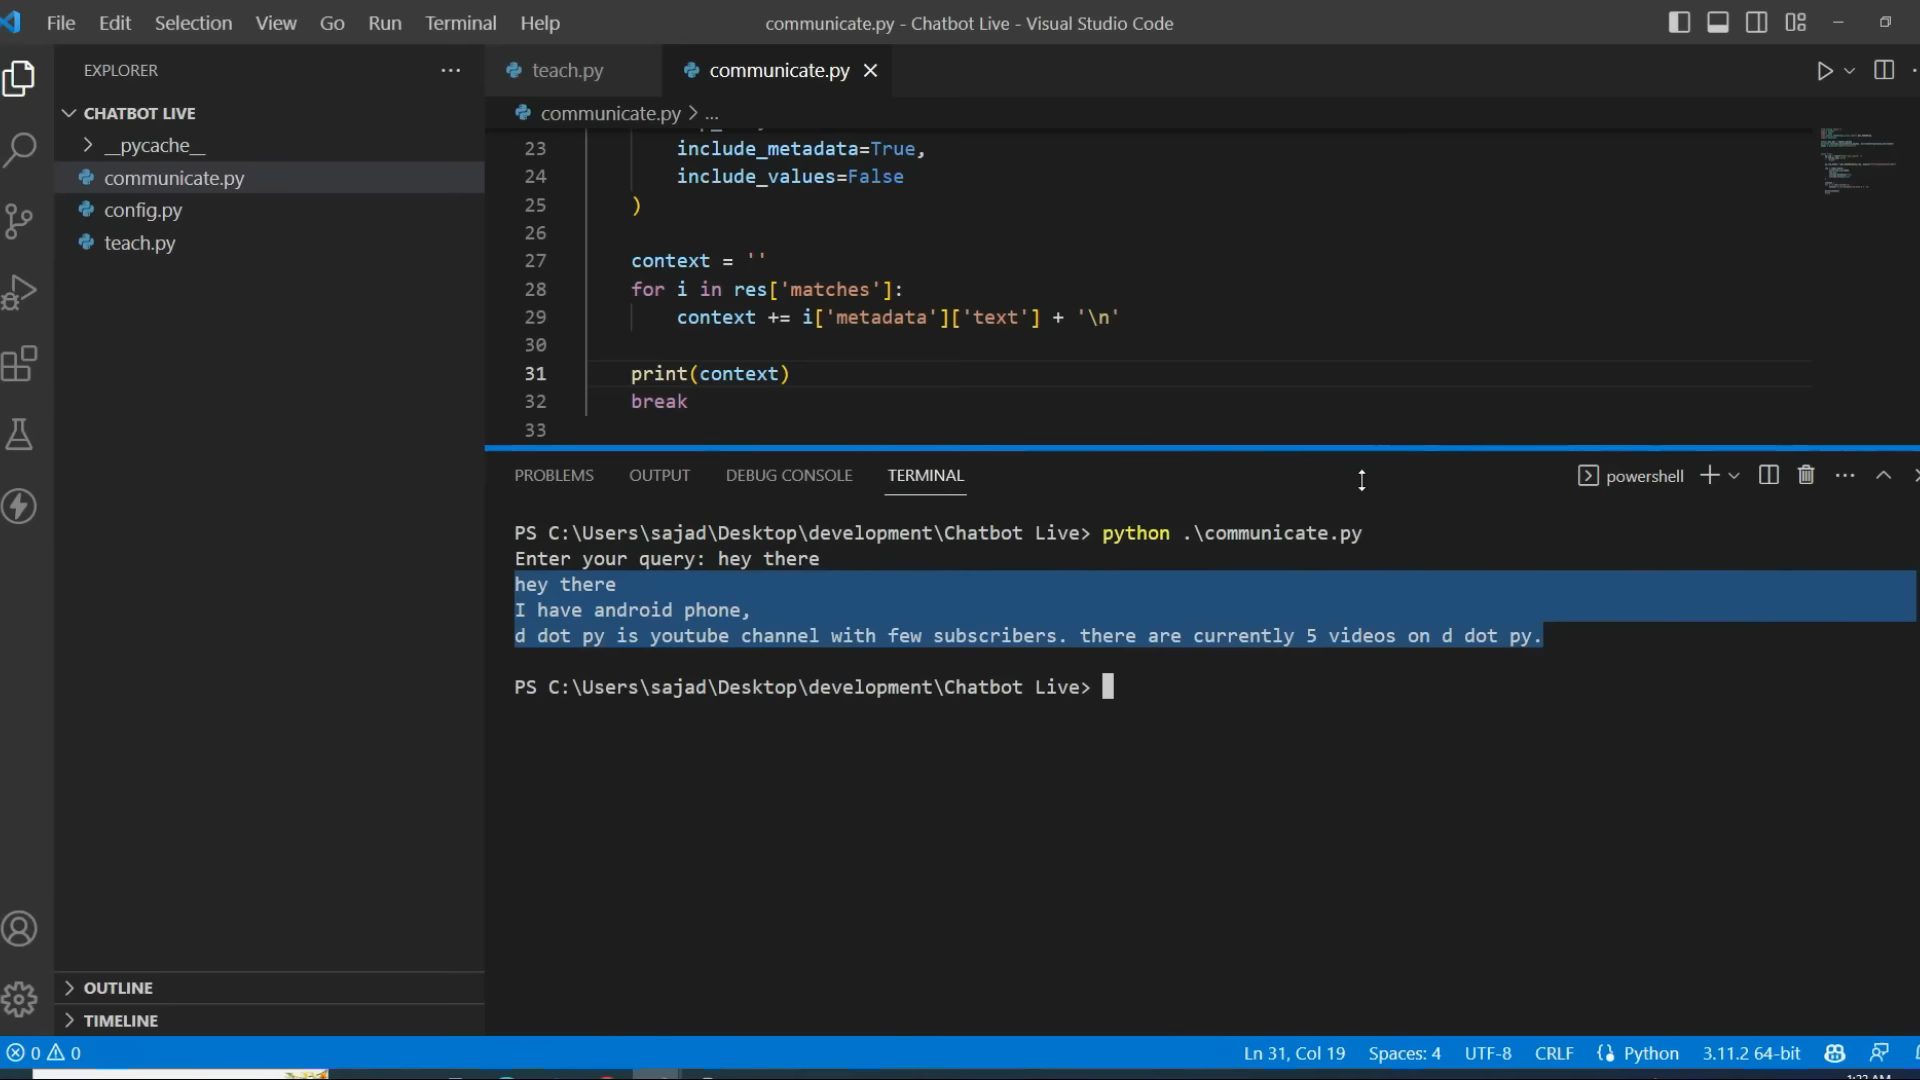 File Edit Selection View Go Run Terminal Help
communicate.py - Chatbot Live - Visual Studio Code
EXPLORER
CHATBOT LIVE
__pycache__
communicate.py
config.py
teach.py
teach.py
communicate.py
communicate.py > ...
23 include_metadata=True,
24 include_values=False
25 )
26
27 context = ''
28 for i in res['matches']:
29 context += i['metadata']['text'] + '\n'
30
31 print(context)
32 break
33
PROBLEMS OUTPUT DEBUG CONSOLE TERMINAL
powershell
PS C:\Users\sajad\Desktop\development\Chatbot Live> python .\communicate.py
Enter your query: hey there
hey there
I have android phone,
d dot py is youtube channel with few subscribers. there are currently 5 videos on d dot py.
PS C:\Users\sajad\Desktop\development\Chatbot Live>
OUTLINE
TIMELINE
0 0
Ln 31, Col 19 Spaces: 4 UTF-8 CRLF Python 3.11.2 64-bit